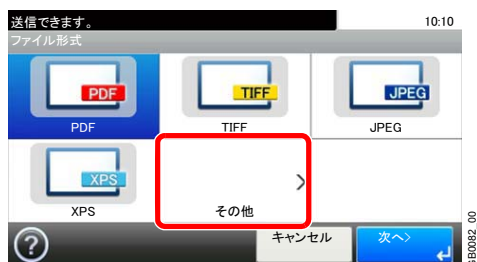 送信できます。 10:10
ファイル形式
PDF TIFF JPEG
PDF TIFF JPEG
XPS
XPS その他 >
? キャンセル 次へ>
GB0082_00